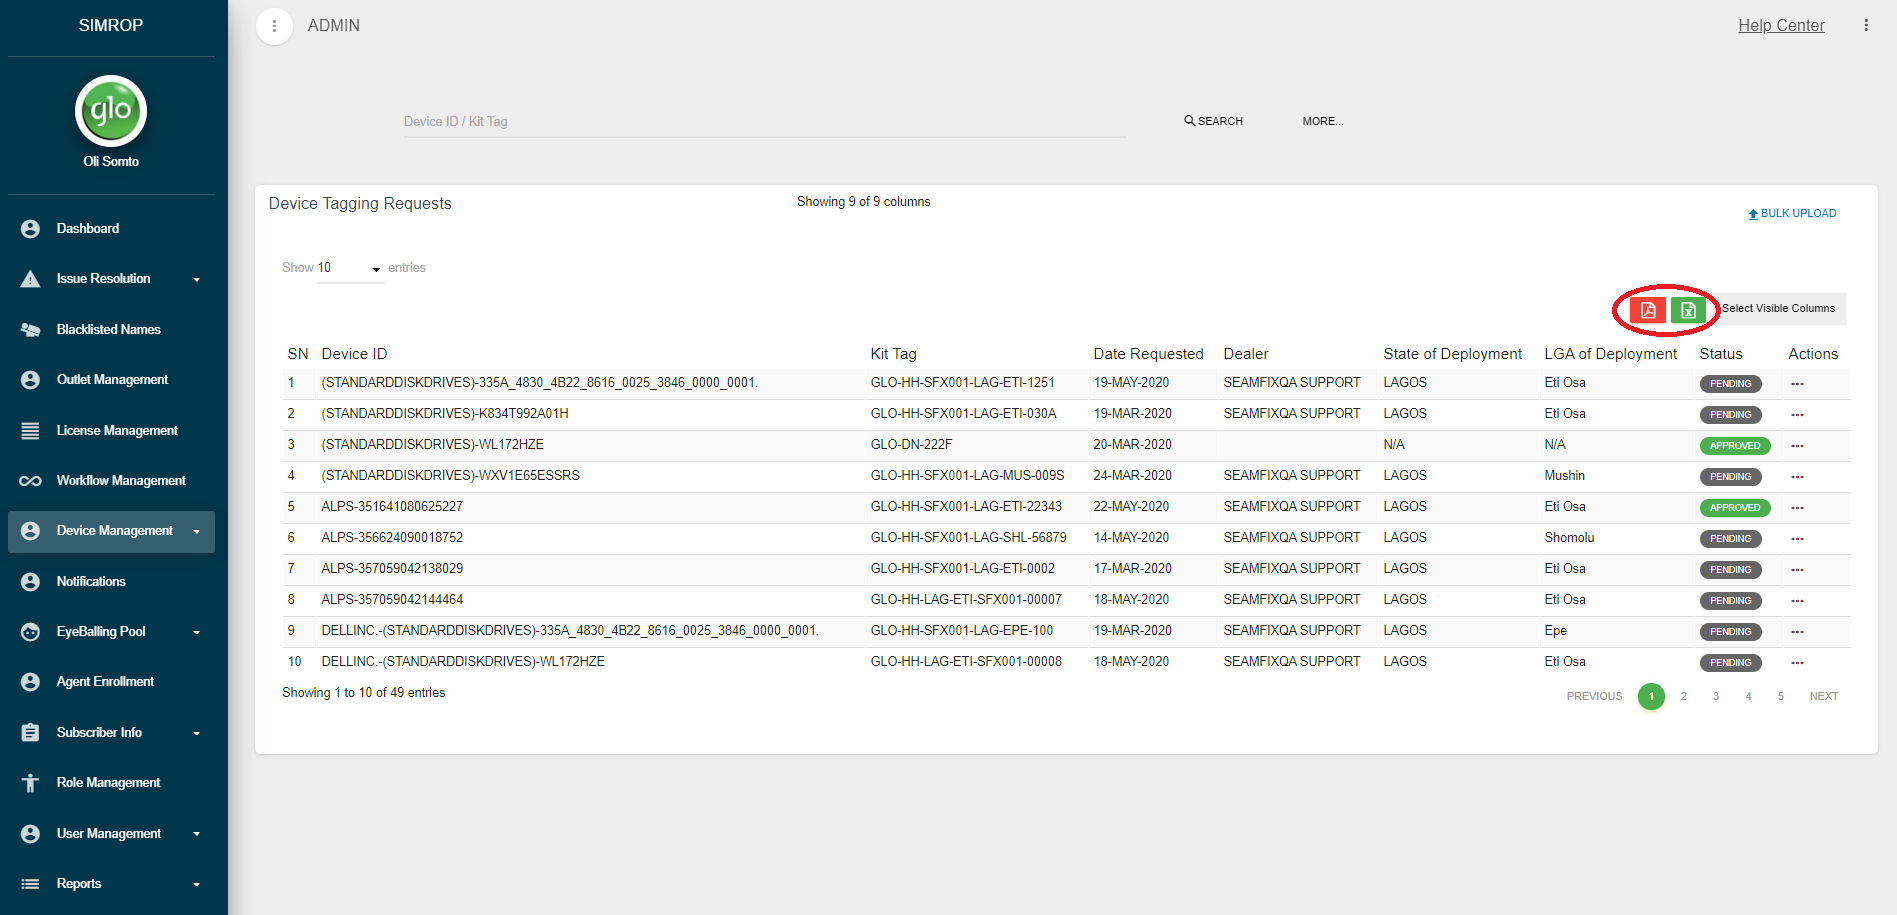 SIMROP
glo
Oli Somto
Dashboard
Issue Resolution
Blacklisted Names
Outlet Management
License Management
Workflow Management
Device Management
Notifications
EyeBalling Pool
Agent Enrollment
Subscriber Info
Role Management
User Management
Reports
ADMIN
Help Center
Device ID / Kit Tag
SEARCH
MORE...
Device Tagging Requests
Showing 9 of 9 columns
BULK UPLOAD
Show 10 entries
Select Visible Columns
SN Device ID Kit Tag Date Requested Dealer State of Deployment LGA of Deployment Status Actions
1 (STANDARDDISKDRIVES)-335A_4830_4B22_8616_0025_3846_0000_0001. GLO-HH-SFX001-LAG-ETI-1251 19-MAY-2020 SEAMFIXQA SUPPORT LAGOS Eti Osa PENDING
2 (STANDARDDISKDRIVES)-K834T992A01H GLO-HH-SFX001-LAG-ETI-030A 19-MAR-2020 SEAMFIXQA SUPPORT LAGOS Eti Osa PENDING
3 (STANDARDDISKDRIVES)-WL172HZE GLO-DN-222F 20-MAR-2020 N/A N/A APPROVED
4 (STANDARDDISKDRIVES)-WXV1E65ESSRS GLO-HH-SFX001-LAG-MUS-009S 24-MAR-2020 SEAMFIXQA SUPPORT LAGOS Mushin PENDING
5 ALPS-351641080625227 GLO-HH-SFX001-LAG-ETI-22343 22-MAY-2020 SEAMFIXQA SUPPORT LAGOS Eti Osa APPROVED
6 ALPS-356624090018752 GLO-HH-SFX001-LAG-SHL-56879 14-MAY-2020 SEAMFIXQA SUPPORT LAGOS Shomolu PENDING
7 ALPS-357059042138029 GLO-HH-SFX001-LAG-ETI-0002 17-MAR-2020 SEAMFIXQA SUPPORT LAGOS Eti Osa PENDING
8 ALPS-357059042144464 GLO-HH-LAG-ETI-SFX001-00007 18-MAY-2020 SEAMFIXQA SUPPORT LAGOS Eti Osa PENDING
9 DELLINC.-(STANDARDDISKDRIVES)-335A_4830_4B22_8616_0025_3846_0000_0001. GLO-HH-SFX001-LAG-EPE-100 19-MAR-2020 SEAMFIXQA SUPPORT LAGOS Epe PENDING
10 DELLINC.-(STANDARDDISKDRIVES)-WL172HZE GLO-HH-LAG-ETI-SFX001-00008 18-MAY-2020 SEAMFIXQA SUPPORT LAGOS Eti Osa PENDING
Showing 1 to 10 of 49 entries
PREVIOUS 1 2 3 4 5 NEXT